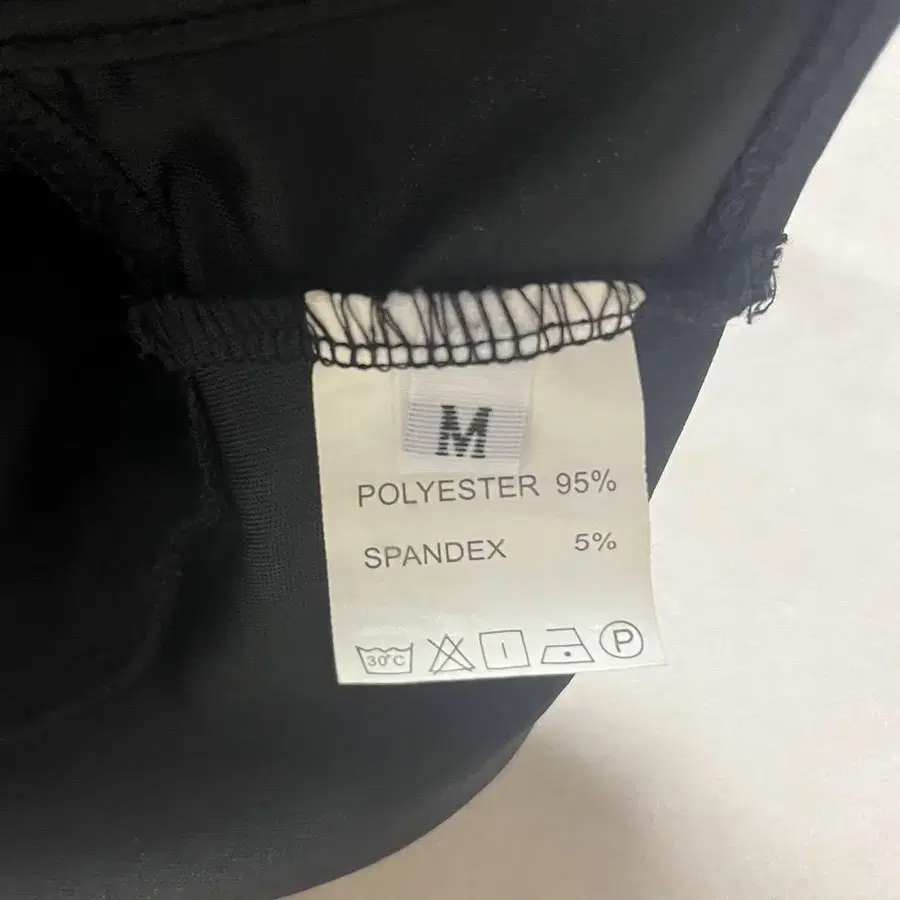 M
POLYESTER 95%
SPANDEX 5%
30°C P